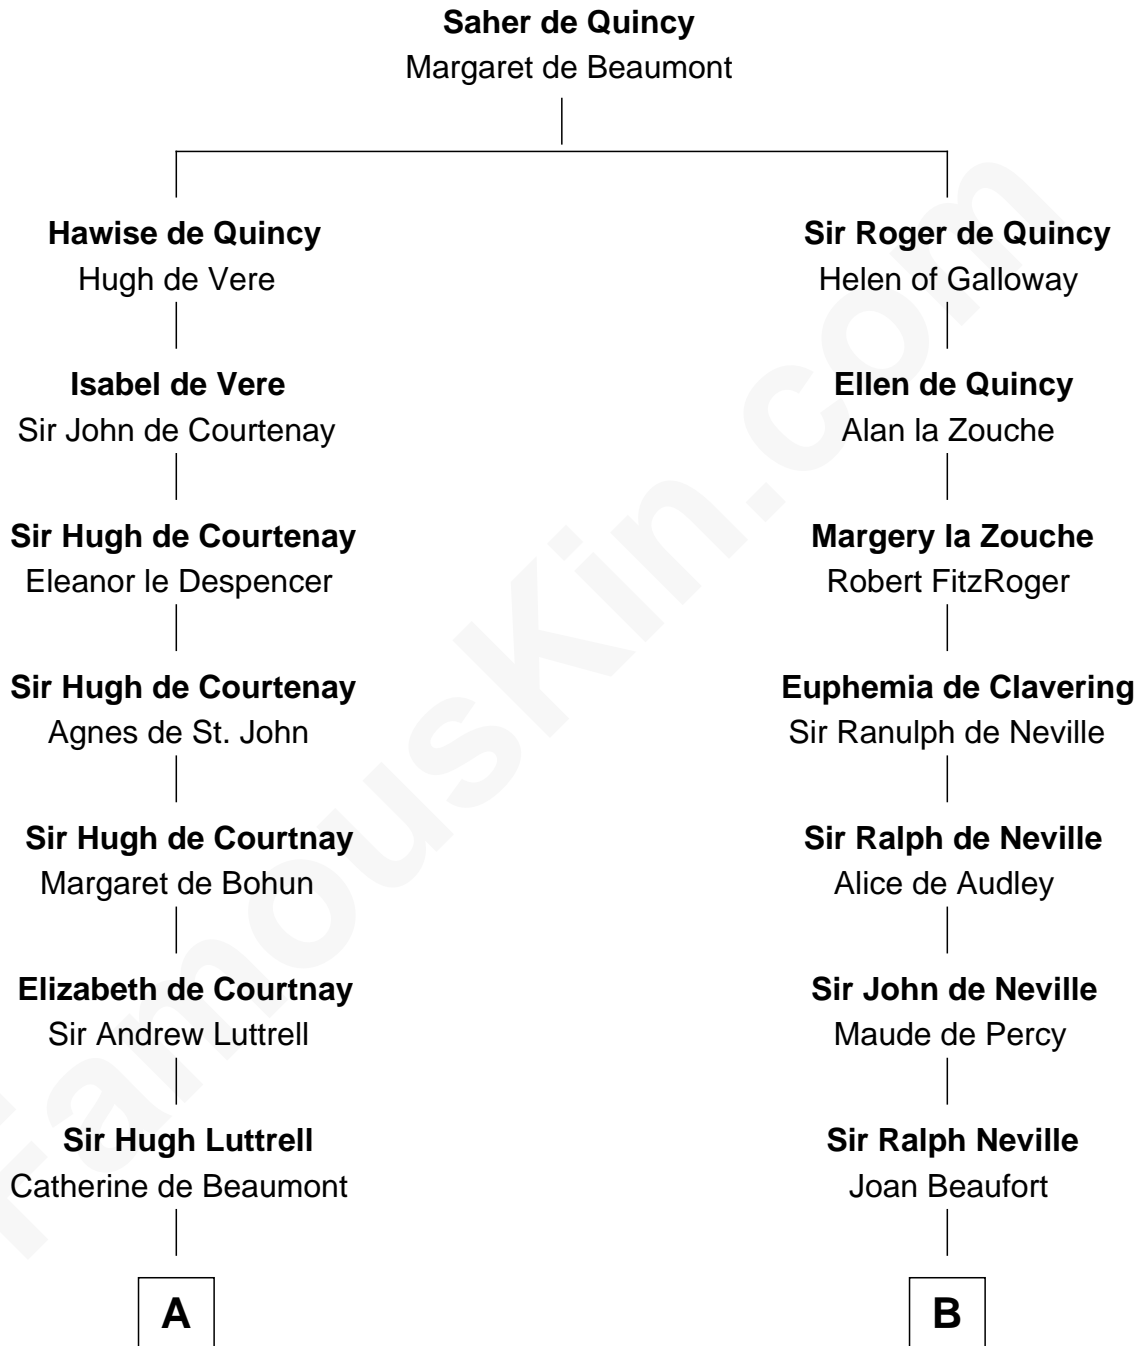 Saher de Quincy
Margaret de Beaumont
Hawise de Quincy
Hugh de Vere
Isabel de Vere
Sir John de Courtenay
Sir Hugh de Courtenay
Eleanor le Despencer
Sir Hugh de Courtenay
Agnes de St. John
Sir Hugh de Courtnay
Margaret de Bohun
Elizabeth de Courtnay
Sir Andrew Luttrell
Sir Hugh Luttrell
Catherine de Beaumont
A
Sir Roger de Quincy
Helen of Galloway
Ellen de Quincy
Alan la Zouche
Margery la Zouche
Robert FitzRoger
Euphemia de Clavering
Sir Ranulph de Neville
Sir Ralph de Neville
Alice de Audley
Sir John de Neville
Maude de Percy
Sir Ralph Neville
Joan Beaufort
B
FamousKin.com